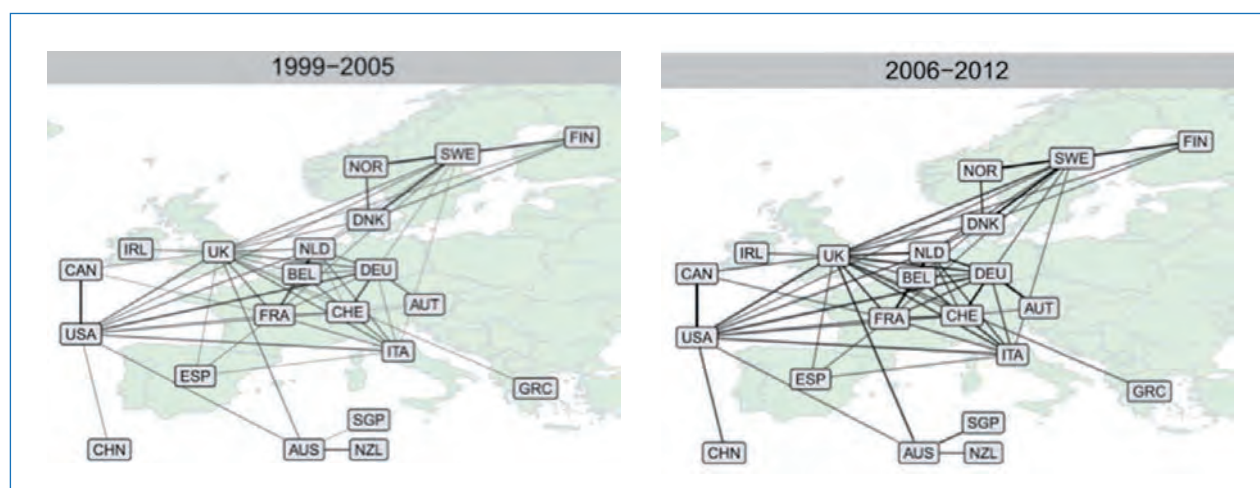 1999–2005
FIN
SWE
NOR
DNK
IRL
UK
NLD
CAN
BEL
DEU
AUT
FRA
CHE
USA
ITA
ESP
GRC
SGP
CHN
AUS
NZL
2006–2012
FIN
SWE
NOR
DNK
IRL
UK
NLD
CAN
BEL
DEU
AUT
FRA
CHE
USA
ITA
ESP
GRC
SGP
CHN
AUS
NZL